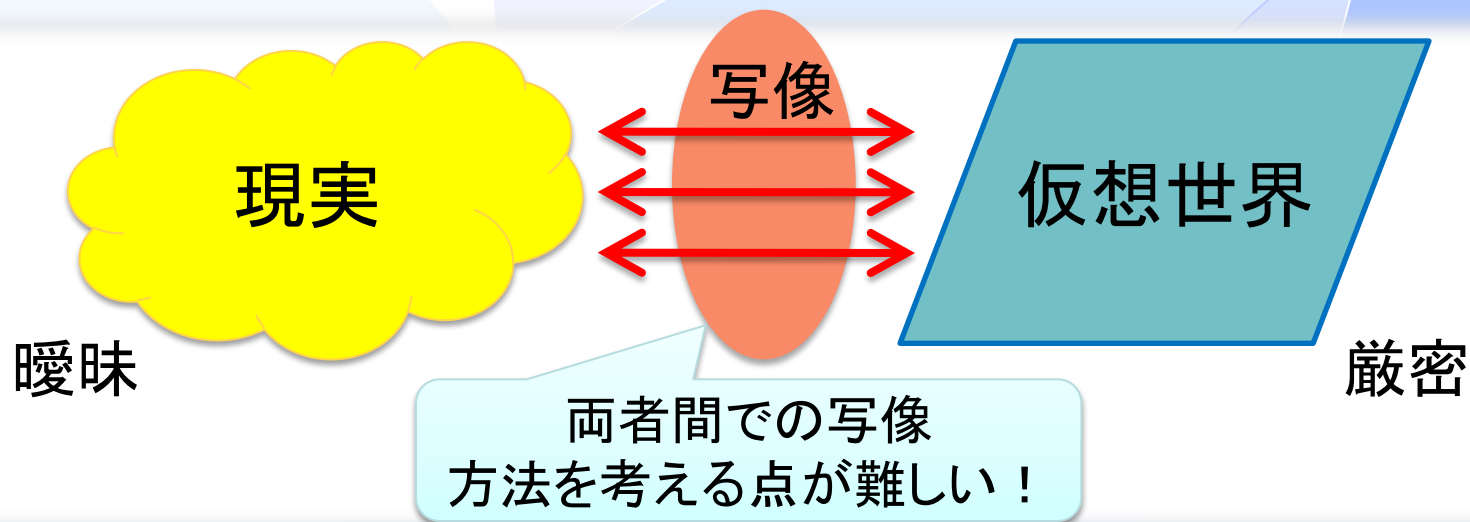 写像
現実
仮想世界
曖昧
厳密
両者間での写像
方法を考える点が難しい！